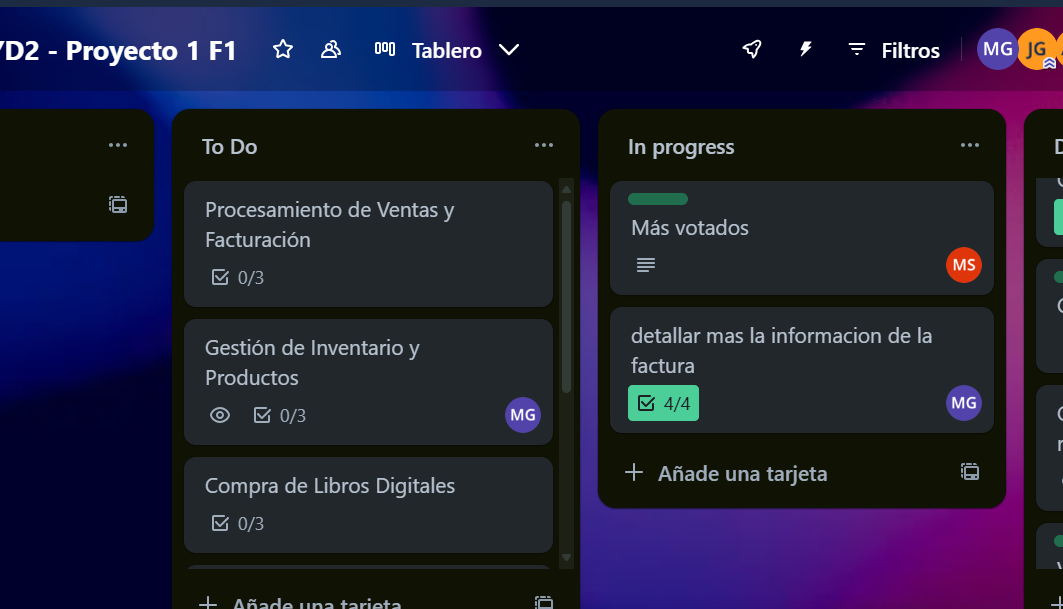 YD2 - Proyecto 1 F1
Tablero
Filtros
MG
JG
To Do
Procesamiento de Ventas y
Facturación
0/3
Gestión de Inventario y
Productos
0/3
MG
Compra de Libros Digitales
0/3
Añade una tarjeta
In progress
Más votados
MS
detallar mas la informacion de la
factura
4/4
MG
Añade una tarjeta